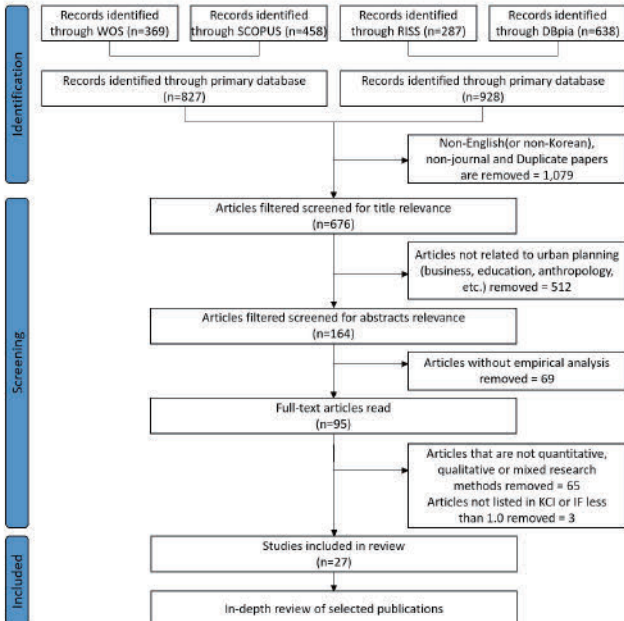 Identification
Records identified
through WOS (n=369)
Records identified
through SCOPUS (n=458)
Records identified
through RISS (n=287)
Records identified
through DBpia (n=638)
Records identified through primary database
(n=827)
Records identified through primary database
(n=928)
Non-English(or non-Korean),
non-journal and Duplicate papers
are removed = 1,079
Screening
Articles filtered screened for title relevance
(n=676)
Articles not related to urban planning
(business, education, anthropology,
etc.) removed = 512
Articles filtered screened for abstracts relevance
(n=164)
Articles without empirical analysis
removed = 69
Full-text articles read
(n=95)
Articles that are not quantitative,
qualitative or mixed research
methods removed = 65
Articles not listed in KCI or IF less
than 1.0 removed = 3
Included
Studies included in review
(n=27)
In-depth review of selected publications